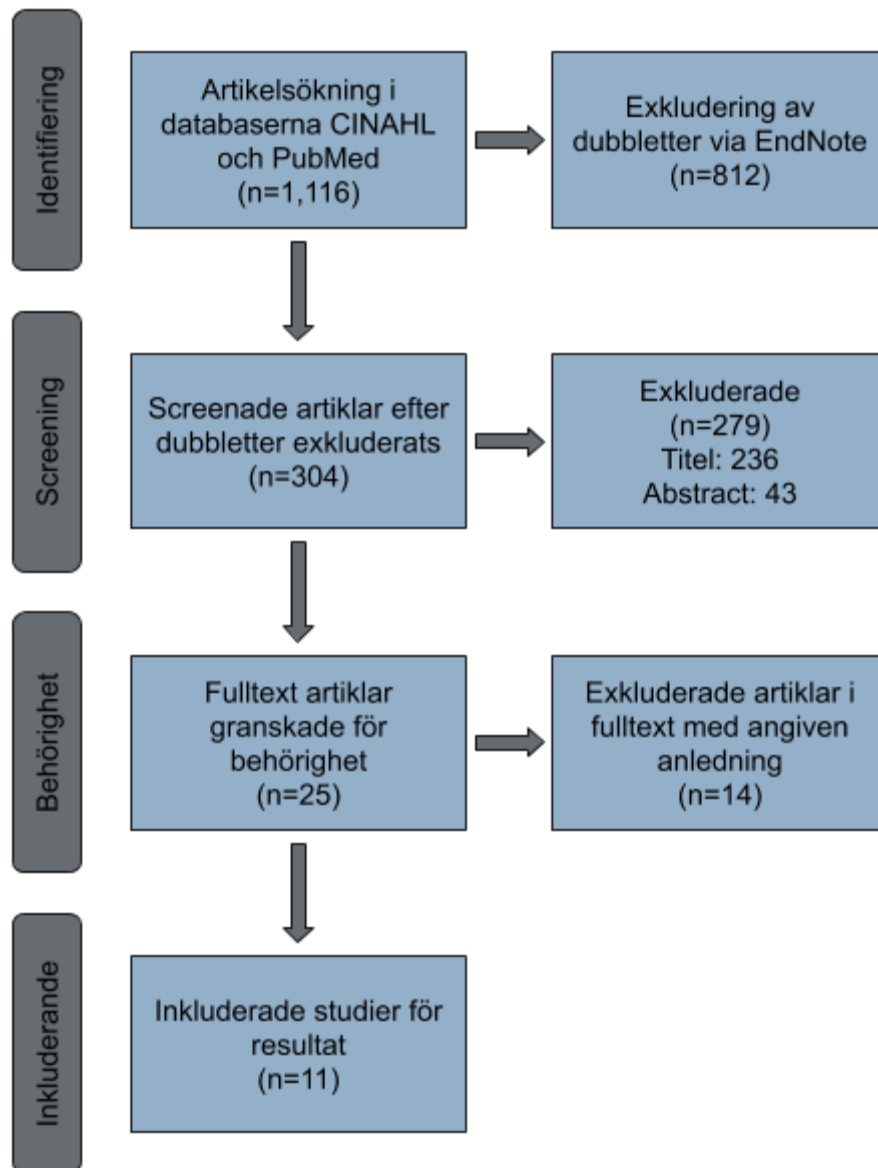 Identifiering
Artikelsökning i
databaserna CINAHL
och PubMed
(n=1,116)
Exkludering av
dubbletter via EndNote
(n=812)
Screening
Screenade artiklar efter
dubbletter exkluderats
(n=304)
Exkluderade
(n=279)
Titel: 236
Abstract: 43
Behörighet
Fulltext artiklar
granskade för
behörighet
(n=25)
Exkluderade artiklar i
fulltext med angiven
anledning
(n=14)
Inkluderande
Inkluderade studier för
resultat
(n=11)